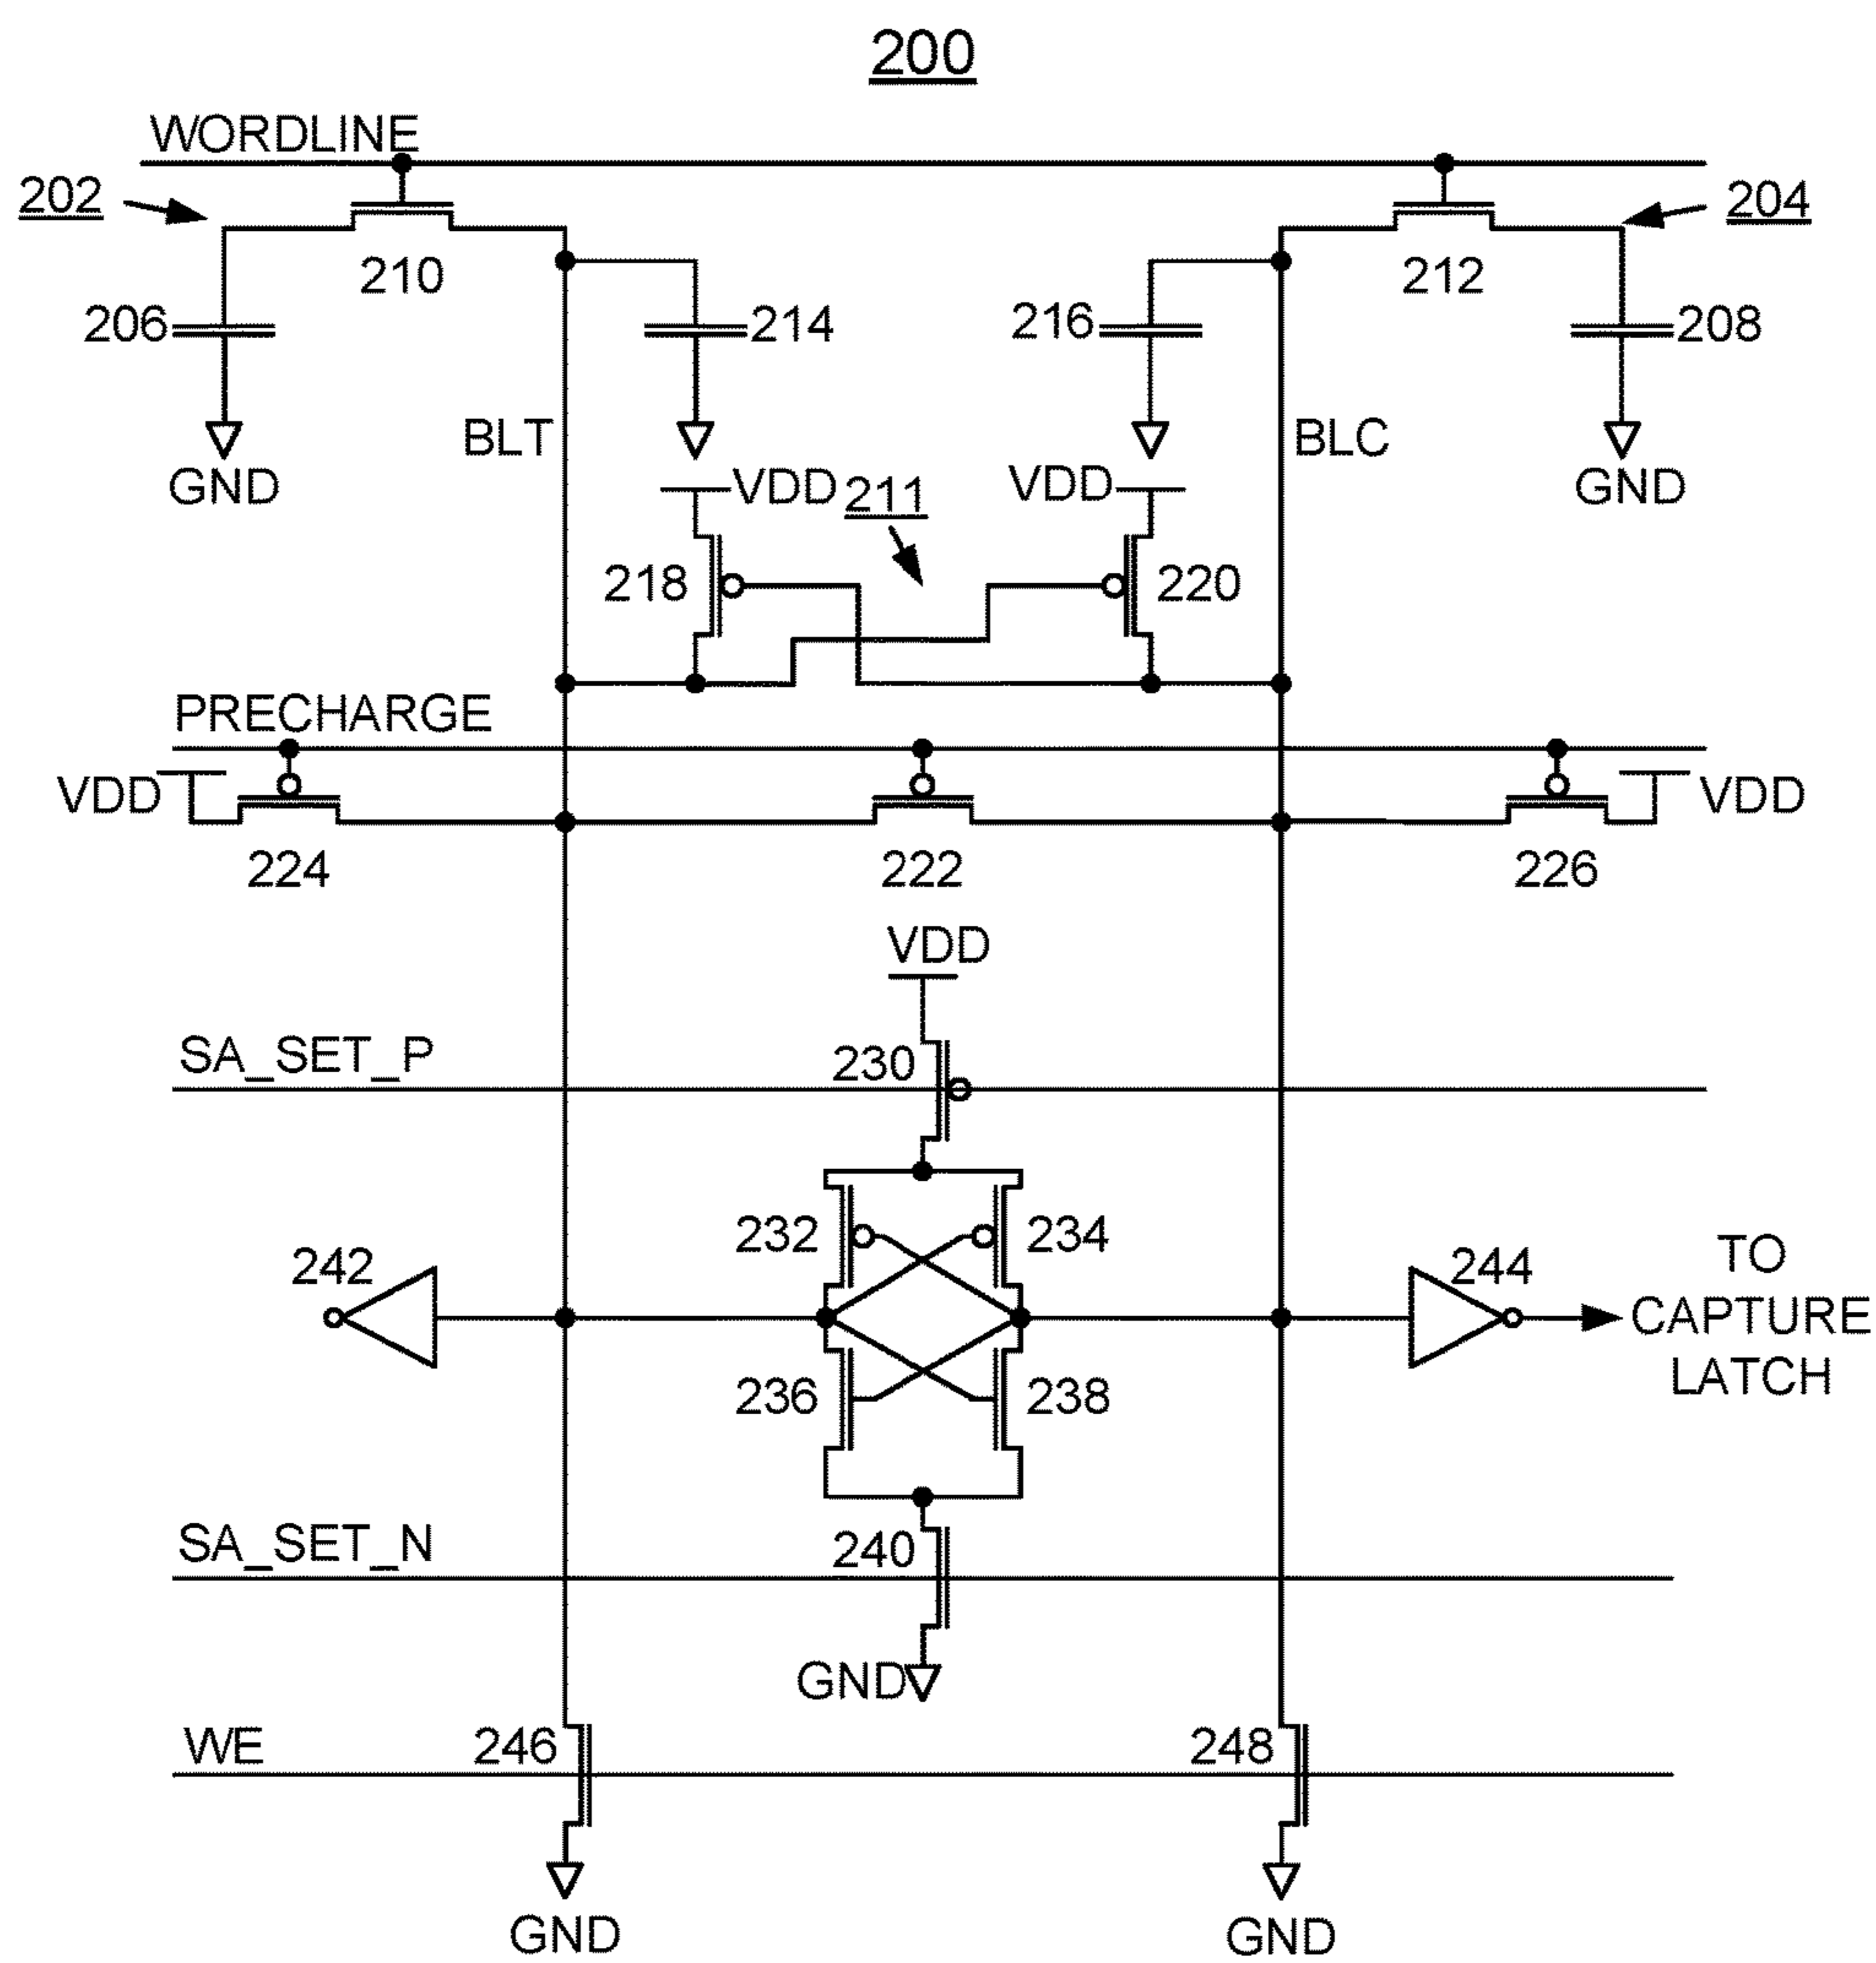 200
WORDLINE
202
204
210
212
206
214
216
208
BLT
BLC
GND
VDD
211
VDD
GND
218
220
PRECHARGE
VDD
VDD
224
222
226
VDD
SA_SET_P
230
232
234
242
244
TO
CAPTURE
LATCH
236
238
SA_SET_N
240
GND
WE
246
248
GND
GND